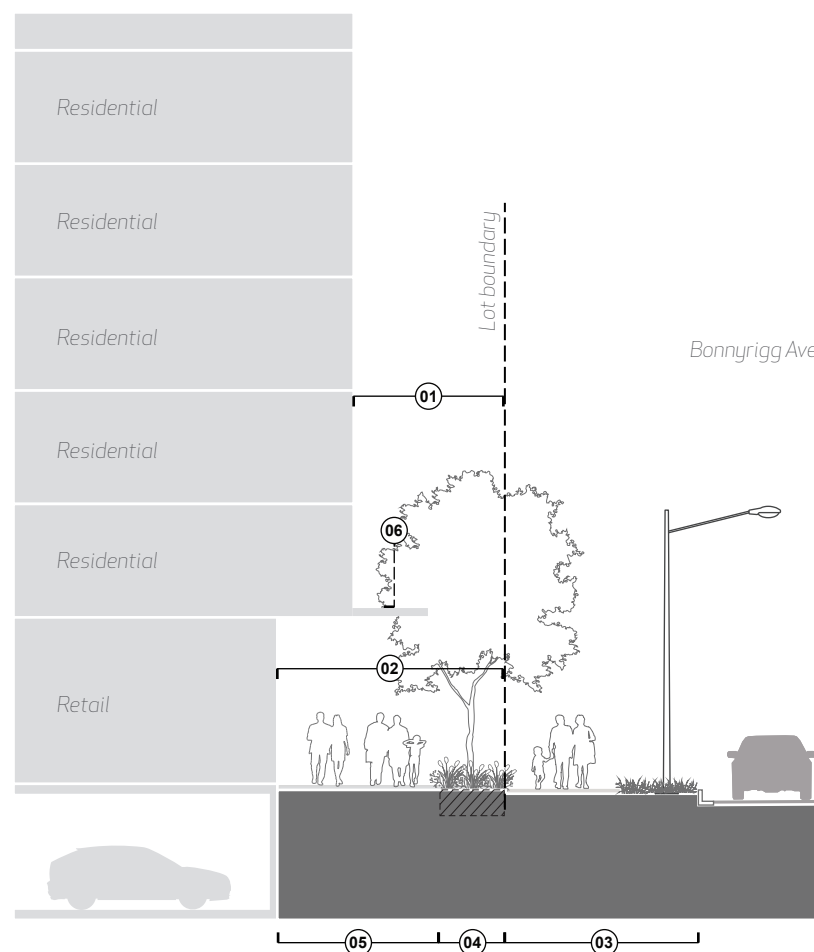 Residential
Residential
Lot boundary
Residential
Bonnyrigg Ave
01
Residential
06
Residential
02
Retail
05
04
03